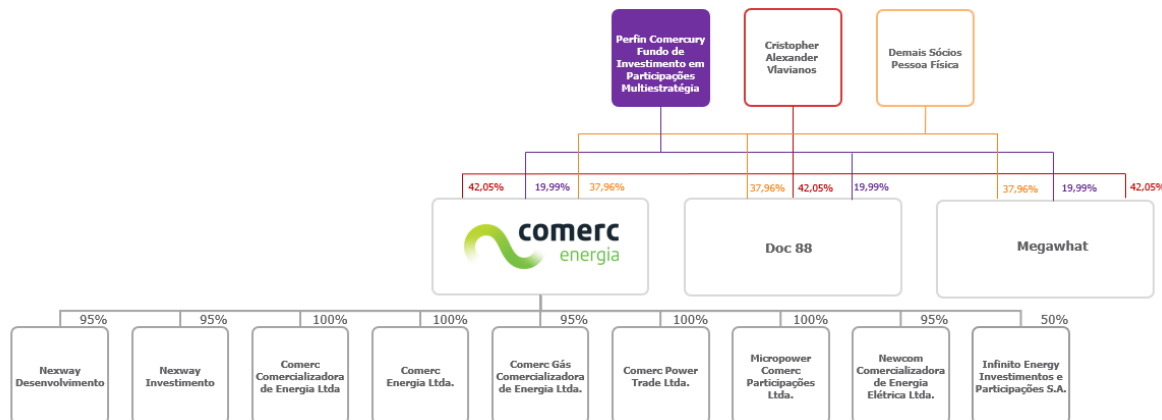 Perfin Comercury
Fundo de
Investimento em
Participações
Multiestratégia
Cristopher
Alexander
Vlavianos
Demais Sócios
Pessoa Física
42,05%
19,99%
37,96%
37,96%
42,05%
19,99%
37,96%
19,99%
42,05%
comerc
energia
Doc 88
Megawhat
95%
95%
100%
100%
95%
100%
100%
95%
50%
Nexway
Desenvolvimento
Nexway
Investimento
Comerc
Comercializadora
de Energia Ltda
Comerc
Energia Ltda.
Comerc Gás
Comercializadora
de Energia Ltda.
Comerc Power
Trade Ltda.
Micropower
Comerc
Participações
Ltda.
Newcom
Comercializadora
de Energia
Elétrica Ltda.
Infinito Energy
Investimentos e
Participações S.A.